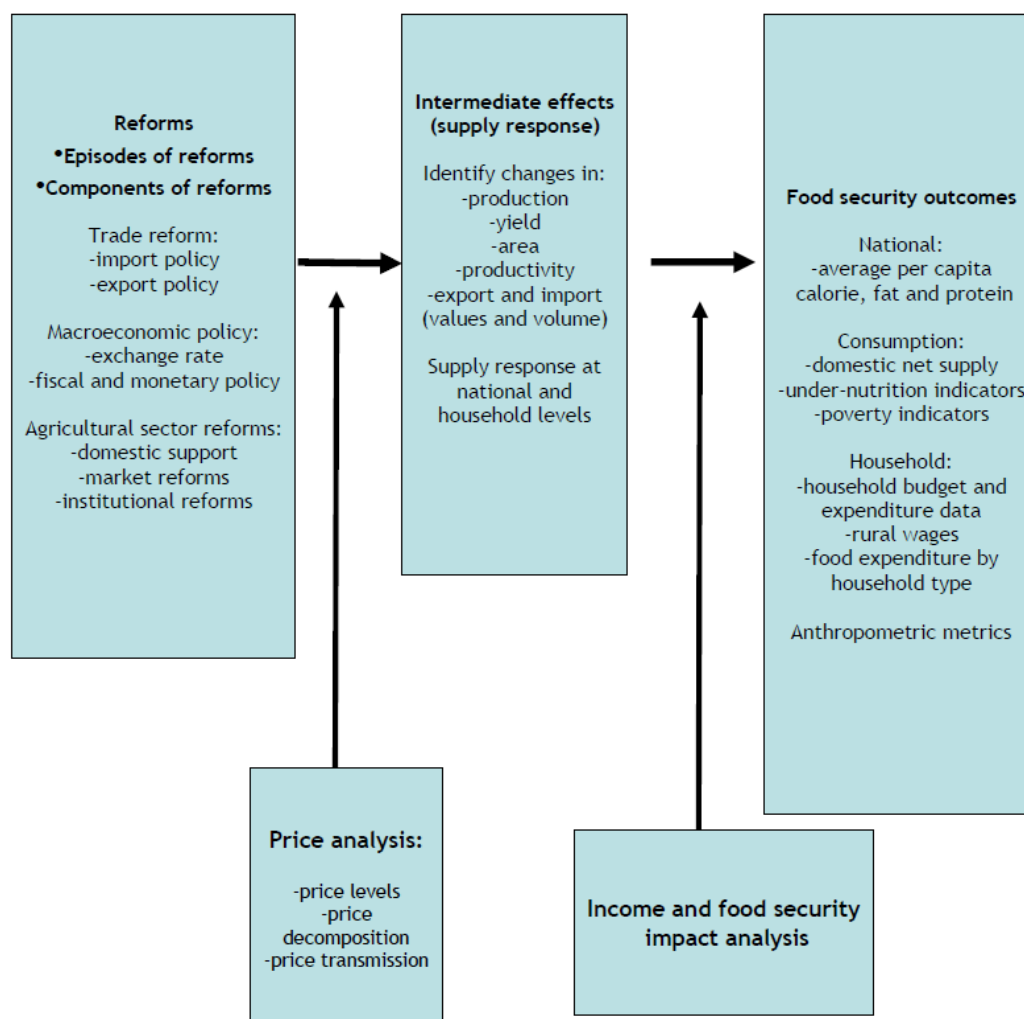 Reforms
•Episodes of reforms
•Components of reforms
Trade reform:
-import policy
-export policy
Macroeconomic policy:
-exchange rate
-fiscal and monetary policy
Agricultural sector reforms:
-domestic support
-market reforms
-institutional reforms
Intermediate effects
(supply response)
Identify changes in:
-production
-yield
-area
-productivity
-export and import
(values and volume)
Supply response at
national and
household levels
Food security outcomes
National:
-average per capita
calorie, fat and protein
Consumption:
-domestic net supply
-under-nutrition indicators
-poverty indicators
Household:
-household budget and
expenditure data
-rural wages
-food expenditure by
household type
Anthropometric metrics
Price analysis:
-price levels
-price
decomposition
-price transmission
Income and food security
impact analysis